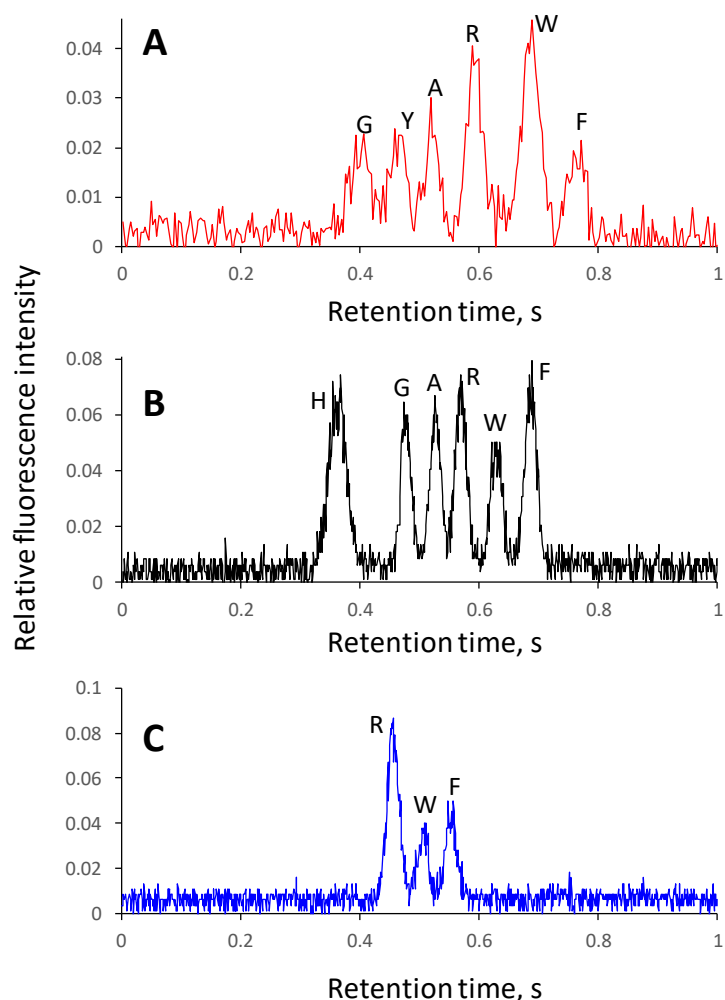 A
G
Y
A
R
W
F
0.04
0.03
0.02
0.01
0
0 0.2 0.4 0.6 0.8 1
Retention time, s
Relative fluorescence intensity
B
H
G
A
R
W
F
0.08
0.06
0.04
0.02
0
0 0.2 0.4 0.6 0.8 1
Retention time, s
C
R
W
F
0.1
0.08
0.06
0.04
0.02
0
0 0.2 0.4 0.6 0.8 1
Retention time, s